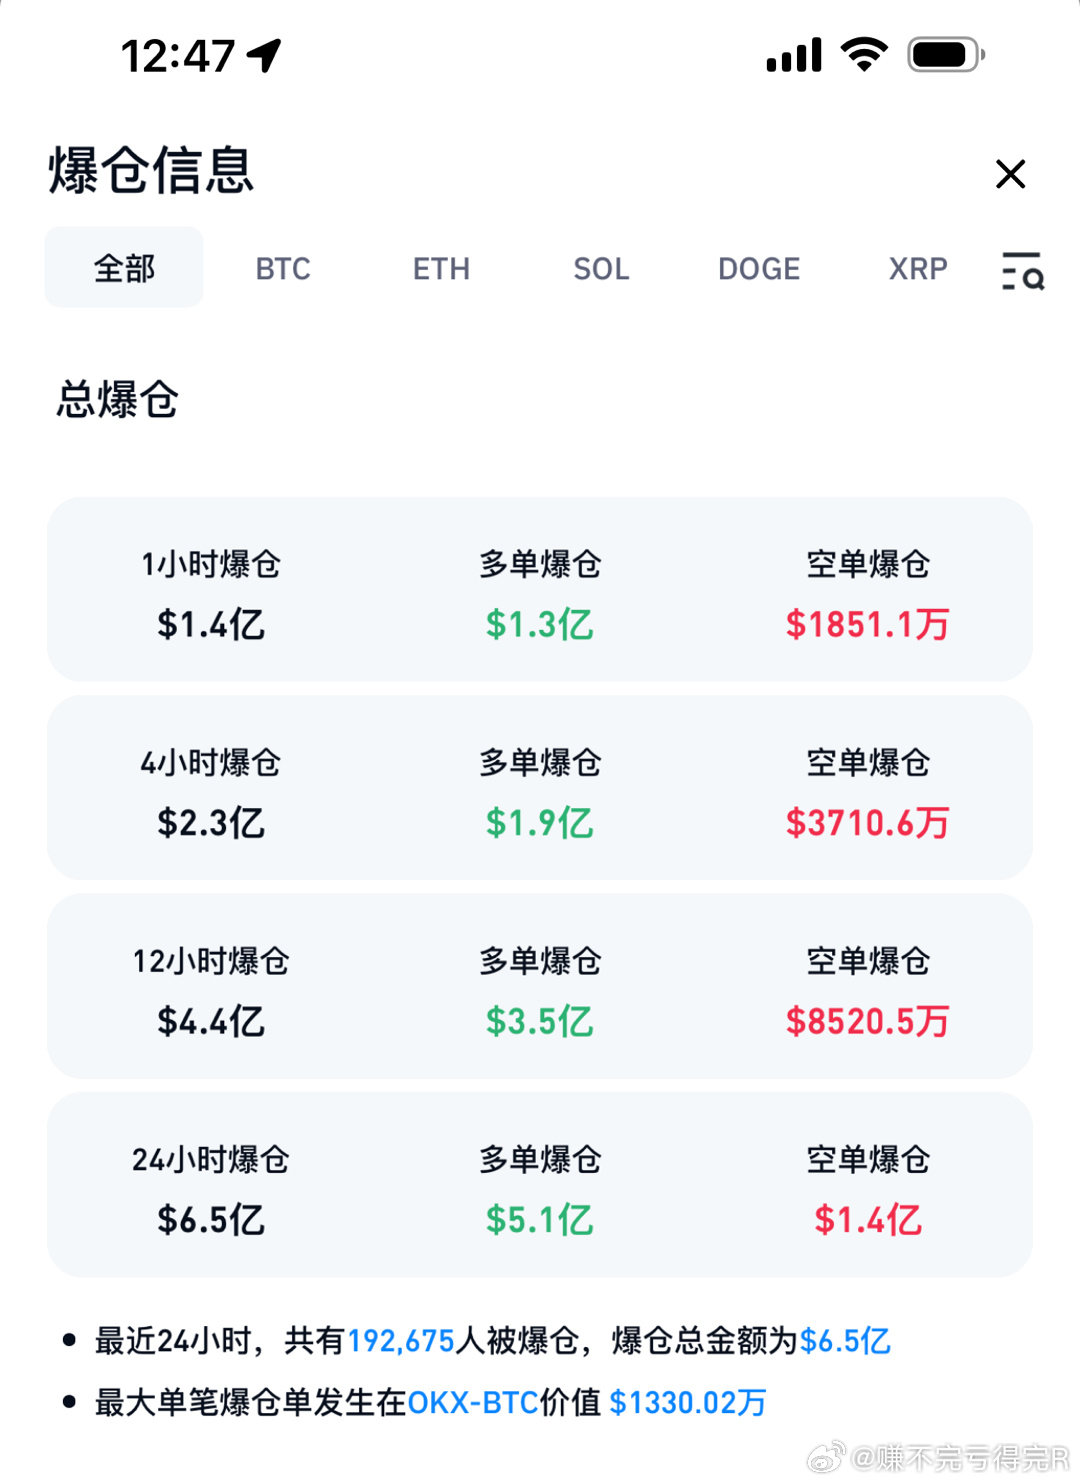 12:47
爆仓信息
全部 BTC ETH SOL DOGE XRP
总爆仓
1小时爆仓 多单爆仓 空单爆仓
$1.4亿 $1.3亿 $1851.1万
4小时爆仓 多单爆仓 空单爆仓
$2.3亿 $1.9亿 $3710.6万
12小时爆仓 多单爆仓 空单爆仓
$4.4亿 $3.5亿 $8520.5万
24小时爆仓 多单爆仓 空单爆仓
$6.5亿 $5.1亿 $1.4亿
最近24小时，共有192,675人被爆仓，爆仓总金额为$6.5亿
最大单笔爆仓单发生在OKX-BTC价值 $1330.02万
@赚不完亏得完R